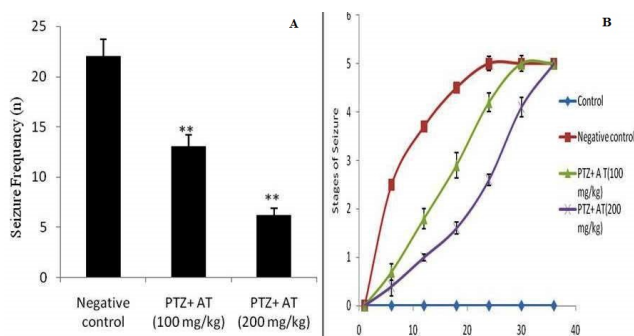 A
Seizure Frequency (n)
25
20
15
10
5
0
**
**
Negative
control
PTZ+ AT
(100 mg/kg)
PTZ+ AT
(200 mg/kg)
B
Stages of Seizure
6
5
4
3
2
1
0
0
10
20
30
40
Control
Negative control
PTZ+ A T(100
mg/kg)
PTZ+ AT(200
mg/kg)